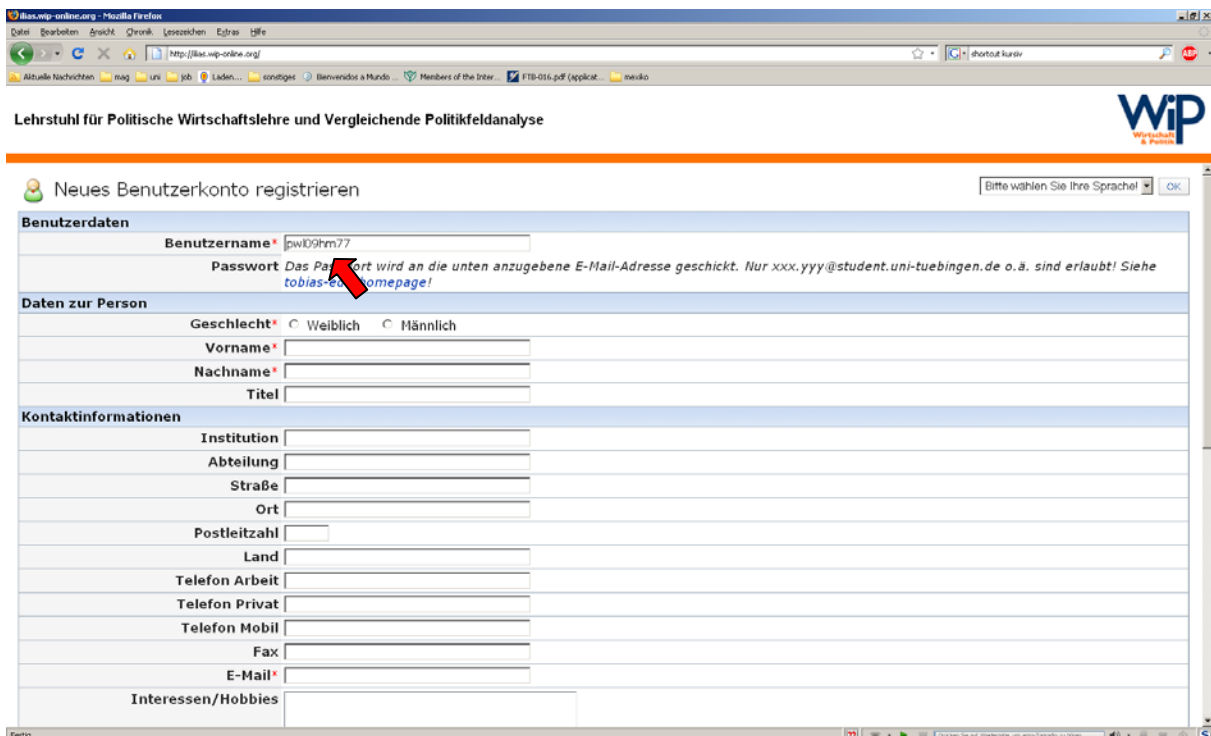 ilias.wip-online.org - Mozilla Firefox
Datei Bearbeiten Ansicht Chronik Lesezeichen Extras Hilfe
http://ilias.wip-online.org/
shortcut kursiv
ABP
Aktuelle Nachrichten mag uni job Laden... sonstiges Bienvenidos a Mundo ... Members of the Inter... FTB-016.pdf (applicat... mexiko
Lehrstuhl für Politische Wirtschaftslehre und Vergleichende Politikfeldanalyse
WiP
Wirtschaft
& Politik
Neues Benutzerkonto registrieren
Bitte wählen Sie Ihre Sprache! OK
Benutzerdaten
Benutzername* pwl09hm77
Passwort Das Passwort wird an die unten anzugebene E-Mail-Adresse geschickt. Nur xxx.yyy@student.uni-tuebingen.de o.ä. sind erlaubt! Siehe
homepage!
Daten zur Person
Geschlecht* Weiblich Männlich
Vorname*
Nachname*
Titel
Kontaktinformationen
Institution
Abteilung
Straße
Ort
Postleitzahl
Land
Telefon Arbeit
Telefon Privat
Telefon Mobil
Fax
E-Mail*
Interessen/Hobbies
Fertig